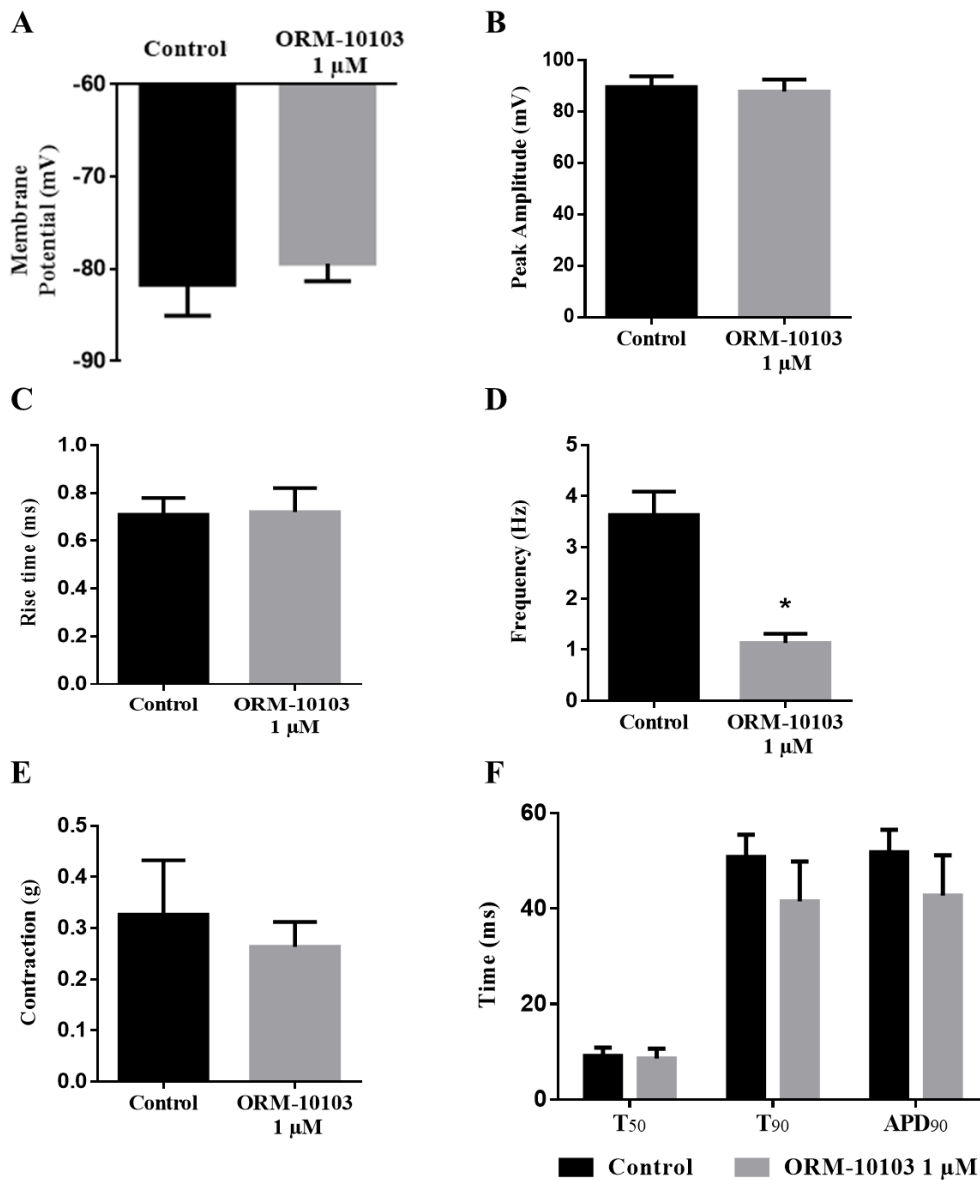 A
Control
ORM-10103
1 µM
-60
-70
-80
-90
Membrane
Potential (mV)
B
100
80
60
40
20
0
Peak Amplitude (mV)
Control
ORM-10103
1 µM
C
1.0
0.8
0.6
0.4
0.2
0.0
Rise time (ms)
Control
ORM-10103
1 µM
D
5
4
3
2
1
0
Frequency (Hz)
*
Control
ORM-10103
1 µM
E
0.5
0.4
0.3
0.2
0.1
0.0
Contraction (g)
Control
ORM-10103
1 µM
F
60
40
20
0
Time (ms)
T50
T90
APD90
Control
ORM-10103 1 µM